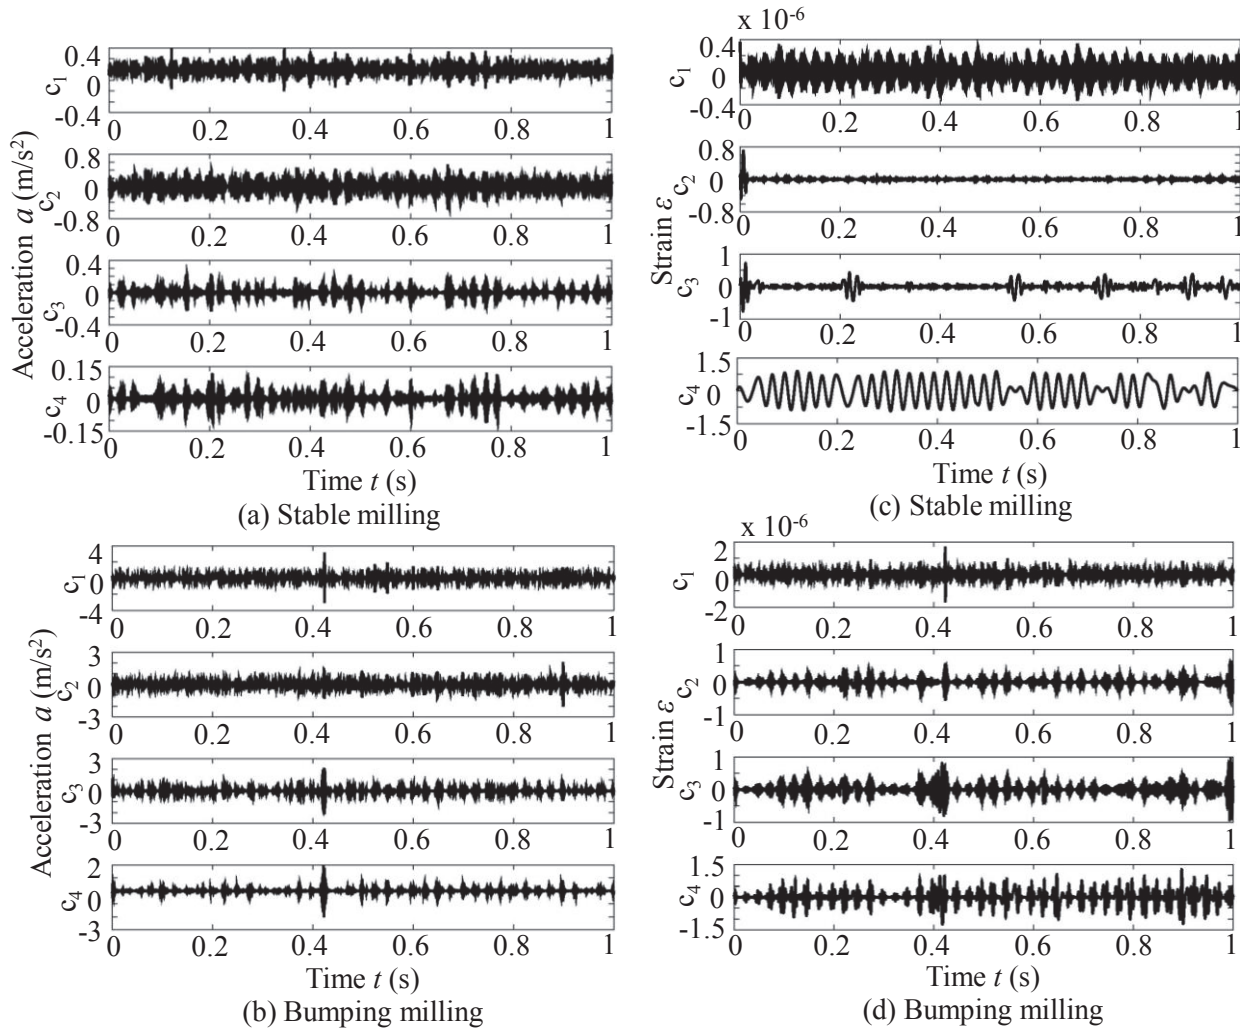 Acceleration a (m/s²)
c₁
0.4
0
-0.4
0 0.2 0.4 0.6 0.8 1
c₂
0.8
0
-0.8
0 0.2 0.4 0.6 0.8 1
c₃
0.4
0
-0.4
0 0.2 0.4 0.6 0.8 1
c₄
0.15
0
-0.15
0 0.2 0.4 0.6 0.8 1
Time t (s)
(a) Stable milling
x 10⁻⁶
Strain ε
c₁
0.4
0
-0.4
0 0.2 0.4 0.6 0.8 1
c₂
0.8
0
-0.8
0 0.2 0.4 0.6 0.8 1
c₃
1
0
-1
0 0.2 0.4 0.6 0.8 1
c₄
1.5
0
-1.5
0 0.2 0.4 0.6 0.8 1
Time t (s)
(c) Stable milling
Acceleration a (m/s²)
c₁
4
0
-4
0 0.2 0.4 0.6 0.8 1
c₂
3
0
-3
0 0.2 0.4 0.6 0.8 1
c₃
3
0
-3
0 0.2 0.4 0.6 0.8 1
c₄
2
0
-3
0 0.2 0.4 0.6 0.8 1
Time t (s)
(b) Bumping milling
x 10⁻⁶
Strain ε
c₁
2
0
-2
0 0.2 0.4 0.6 0.8 1
c₂
1
0
-1
0 0.2 0.4 0.6 0.8 1
c₃
1
0
-1
0 0.2 0.4 0.6 0.8 1
c₄
1.5
0
-1.5
0 0.2 0.4 0.6 0.8 1
Time t (s)
(d) Bumping milling